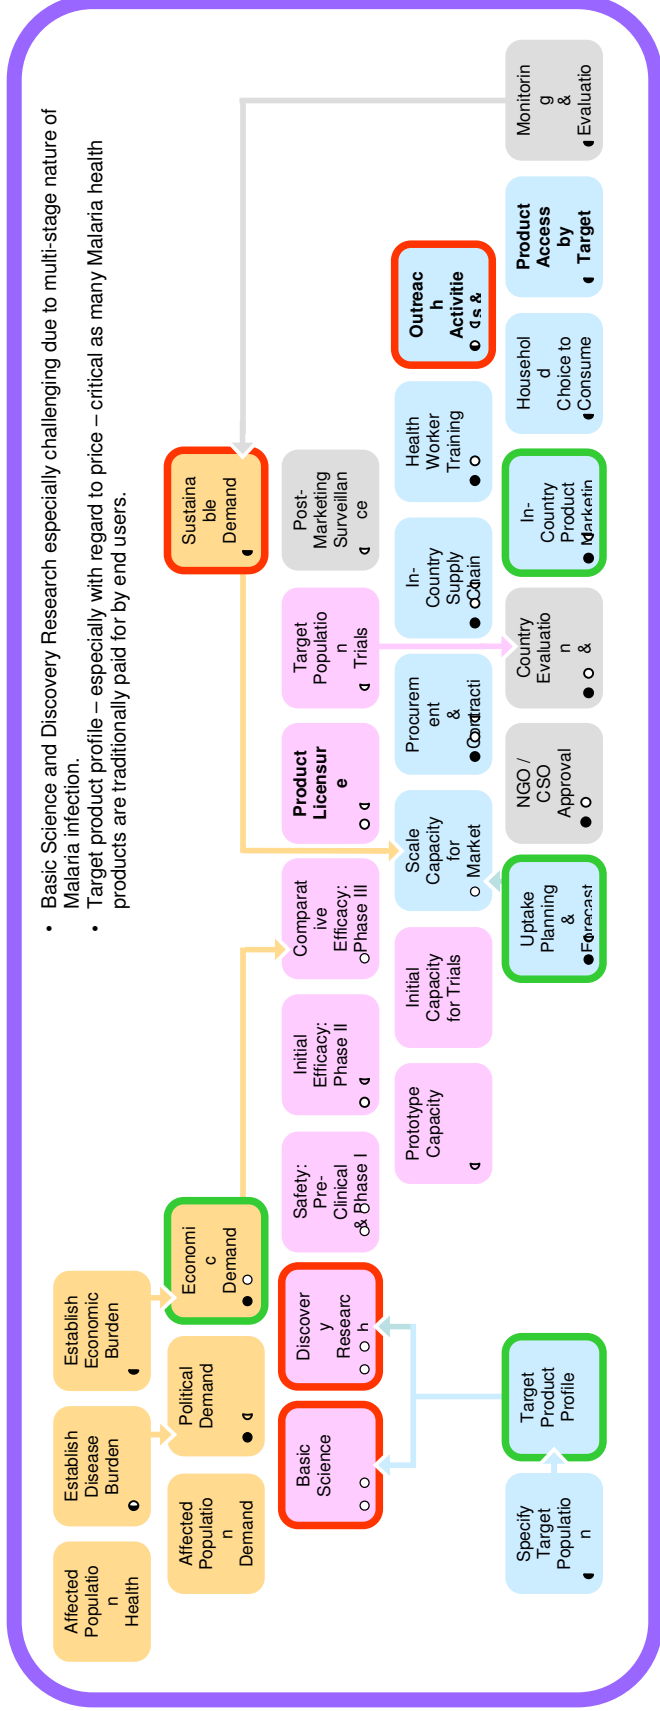 • Basic Science and Discovery Research especially challenging due to multi-stage nature of
Malaria infection.
• Target product profile – especially with regard to price – critical as many Malaria health
products are traditionally paid for by end users.
Affected
Populatio
n
Health
Establish
Disease
Burden
Establish
Economic
Burden
Affected
Populatio
n
Demand
Political
Demand
Economi
c
Demand
Sustaina
ble
Demand
Basic
Science
Discover
y
Researc
h
Safety:
Pre-
Clinical
& Phase I
Initial
Efficacy:
Phase II
Comparat
ive
Efficacy:
Phase III
Product
Licensur
e
Target
Populatio
n
Trials
Post-
Marketing
Surveillan
ce
Prototype
Capacity
Initial
Capacity
for Trials
Scale
Capacity
for
Market
Procurem
ent
&
Contracti
In-
Country
Supply
Chain
Health
Worker
Training
Outreac
h
Activitie
s &
Specify
Target
Populatio
n
Target
Product
Profile
Uptake
Planning
&
Forecast
NGO /
CSO
Approval
Country
Evaluatio
n
&
In-
Country
Product
Marketin
Househol
d
Choice to
Consume
Product
Access
by
Target
Monitorin
g
&
Evaluatio